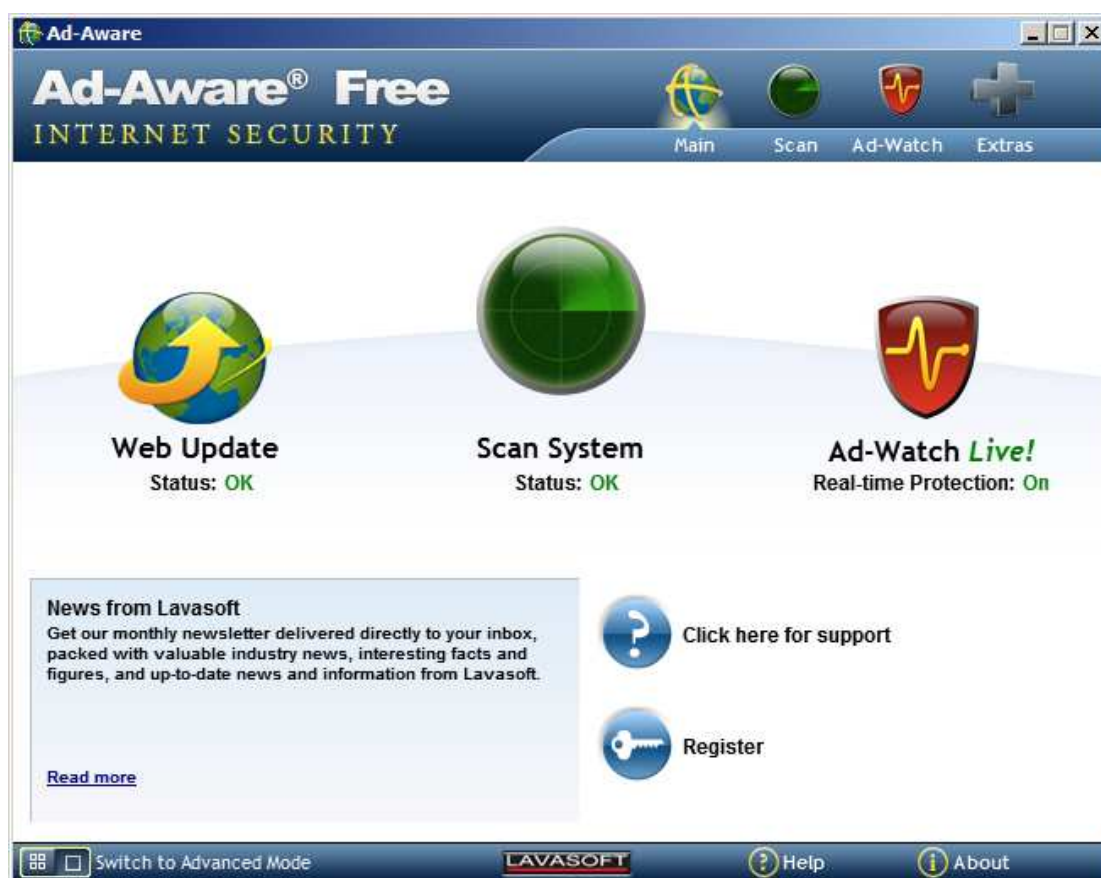 Ad-Aware
Ad-Aware® Free
INTERNET SECURITY
Main
Scan
Ad-Watch
Extras
Web Update
Status: OK
Scan System
Status: OK
Ad-Watch Live!
Real-time Protection: On
News from Lavasoft
Get our monthly newsletter delivered directly to your inbox,
packed with valuable industry news, interesting facts and
figures, and up-to-date news and information from Lavasoft.
Read more
Click here for support
Register
Switch to Advanced Mode
LAVASOFT
Help
About